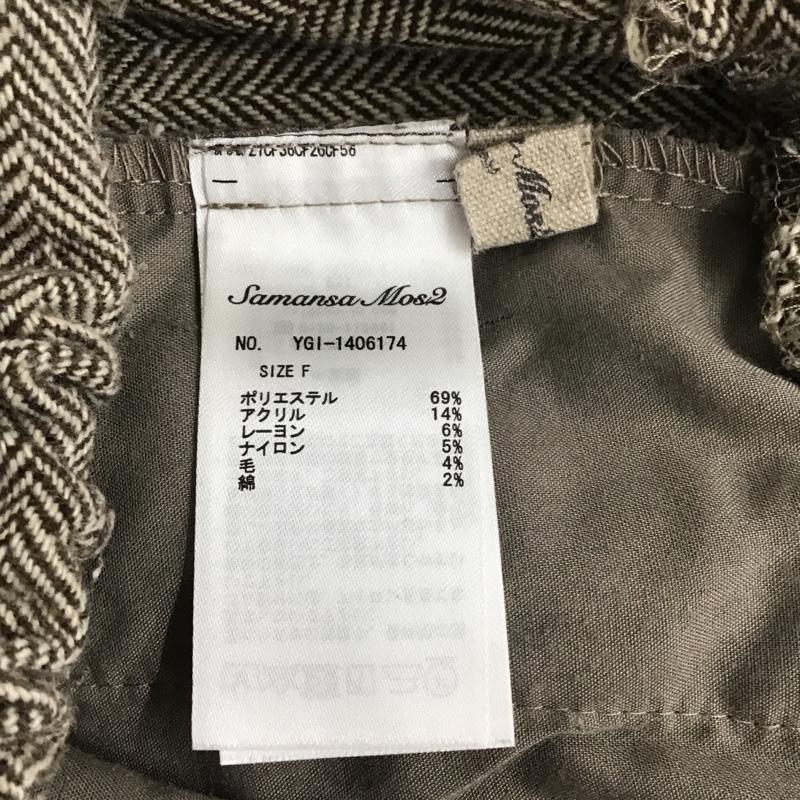 Samansa Mos2
NO. YGI-1406174
SIZE F
ポリエステル 69%
アクリル 14%
レーヨン 6%
ナイロン 5%
毛 4%
綿 2%